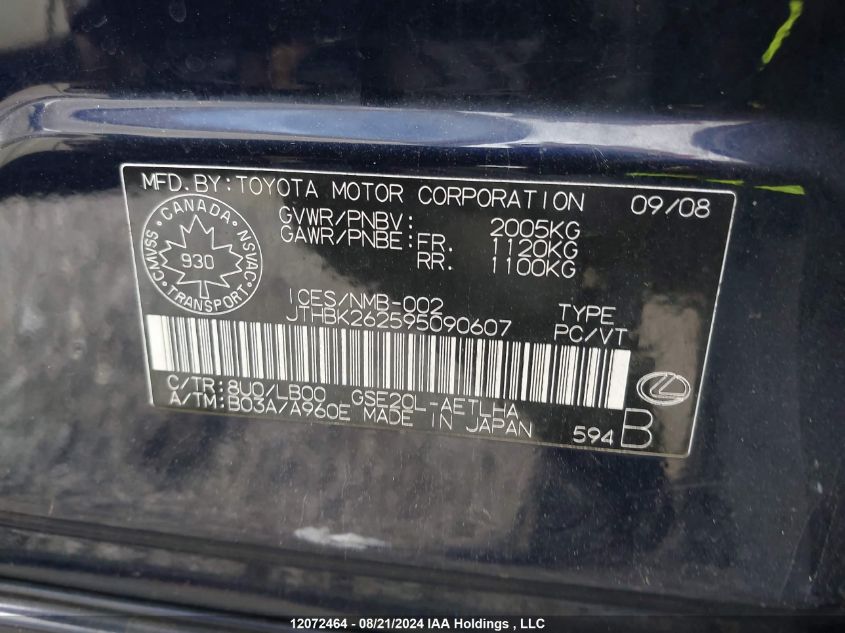 MFD. BY: TOYOTA MOTOR CORPORATION 09/08
CANADA
CMVSS NSVAC
930
TRANSPORT
GVWR/PNBV: 2005KG
GAWR/PNBE: FR. 1120KG
RR. 1100KG
ICES/NMB-002 TYPE
JTHBK262595090607 PC/VT
C/TR: 8U0/LB00 GSE20L-AETLHA
A/TM: B03A/A960E MADE IN JAPAN 594 B
12072464 - 08/21/2024 IAA Holdings , LLC